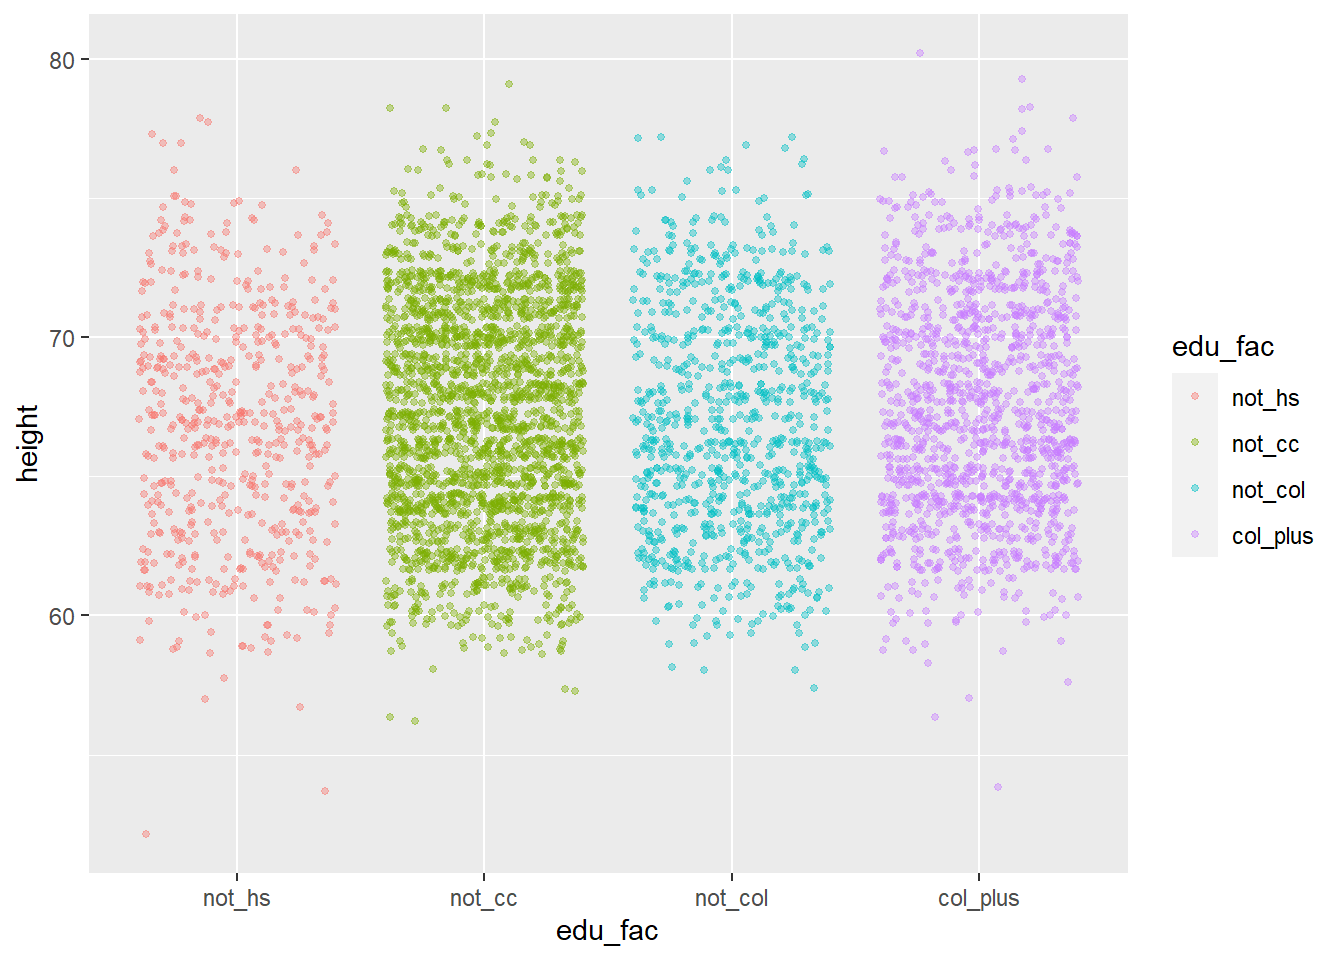 height
80
70
60
not_hs
not_cc
not_col
col_plus
edu_fac
edu_fac
not_hs
not_cc
not_col
col_plus